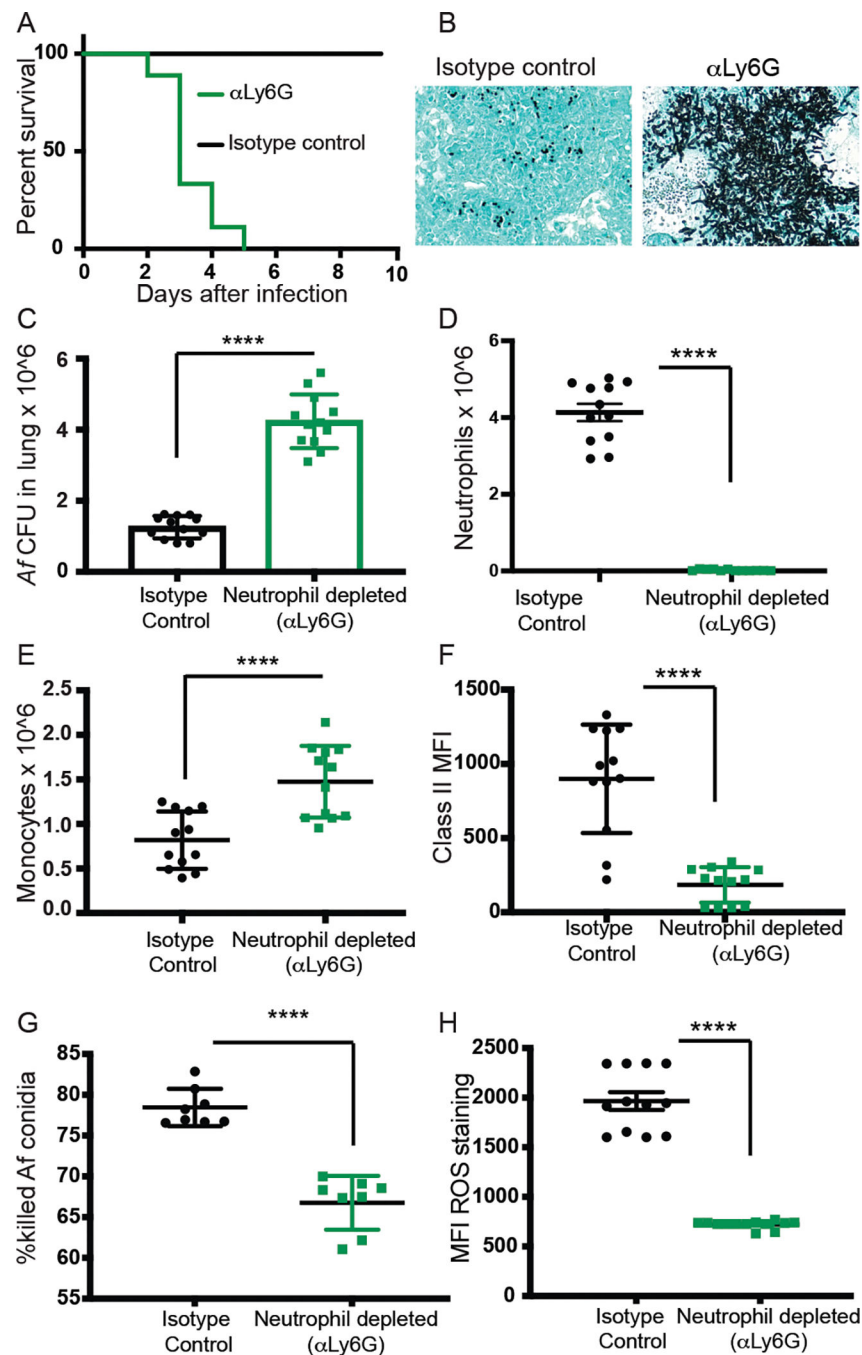 A
100
50
0
Percent survival
αLy6G
Isotype control
0 2 4 6 8 10
Days after infection
B
Isotype control
αLy6G
C
****
6
4
2
0
Af CFU in lung x 10^6
Isotype
Control
Neutrophil depleted
(αLy6G)
D
****
6
4
2
0
Neutrophils x 10^6
Isotype
Control
Neutrophil depleted
(αLy6G)
E
****
2.5
2.0
1.5
1.0
0.5
0.0
Monocytes x 10^6
Isotype
Control
Neutrophil depleted
(αLy6G)
F
****
1500
1000
500
0
Class II MFI
Isotype
Control
Neutrophil depleted
(αLy6G)
G
****
85
80
75
70
65
60
55
%killed Af conidia
Isotype
Control
Neutrophil depleted
(αLy6G)
H
****
2500
2000
1500
1000
500
0
MFI ROS staining
Isotype
Control
Neutrophil depleted
(αLy6G)